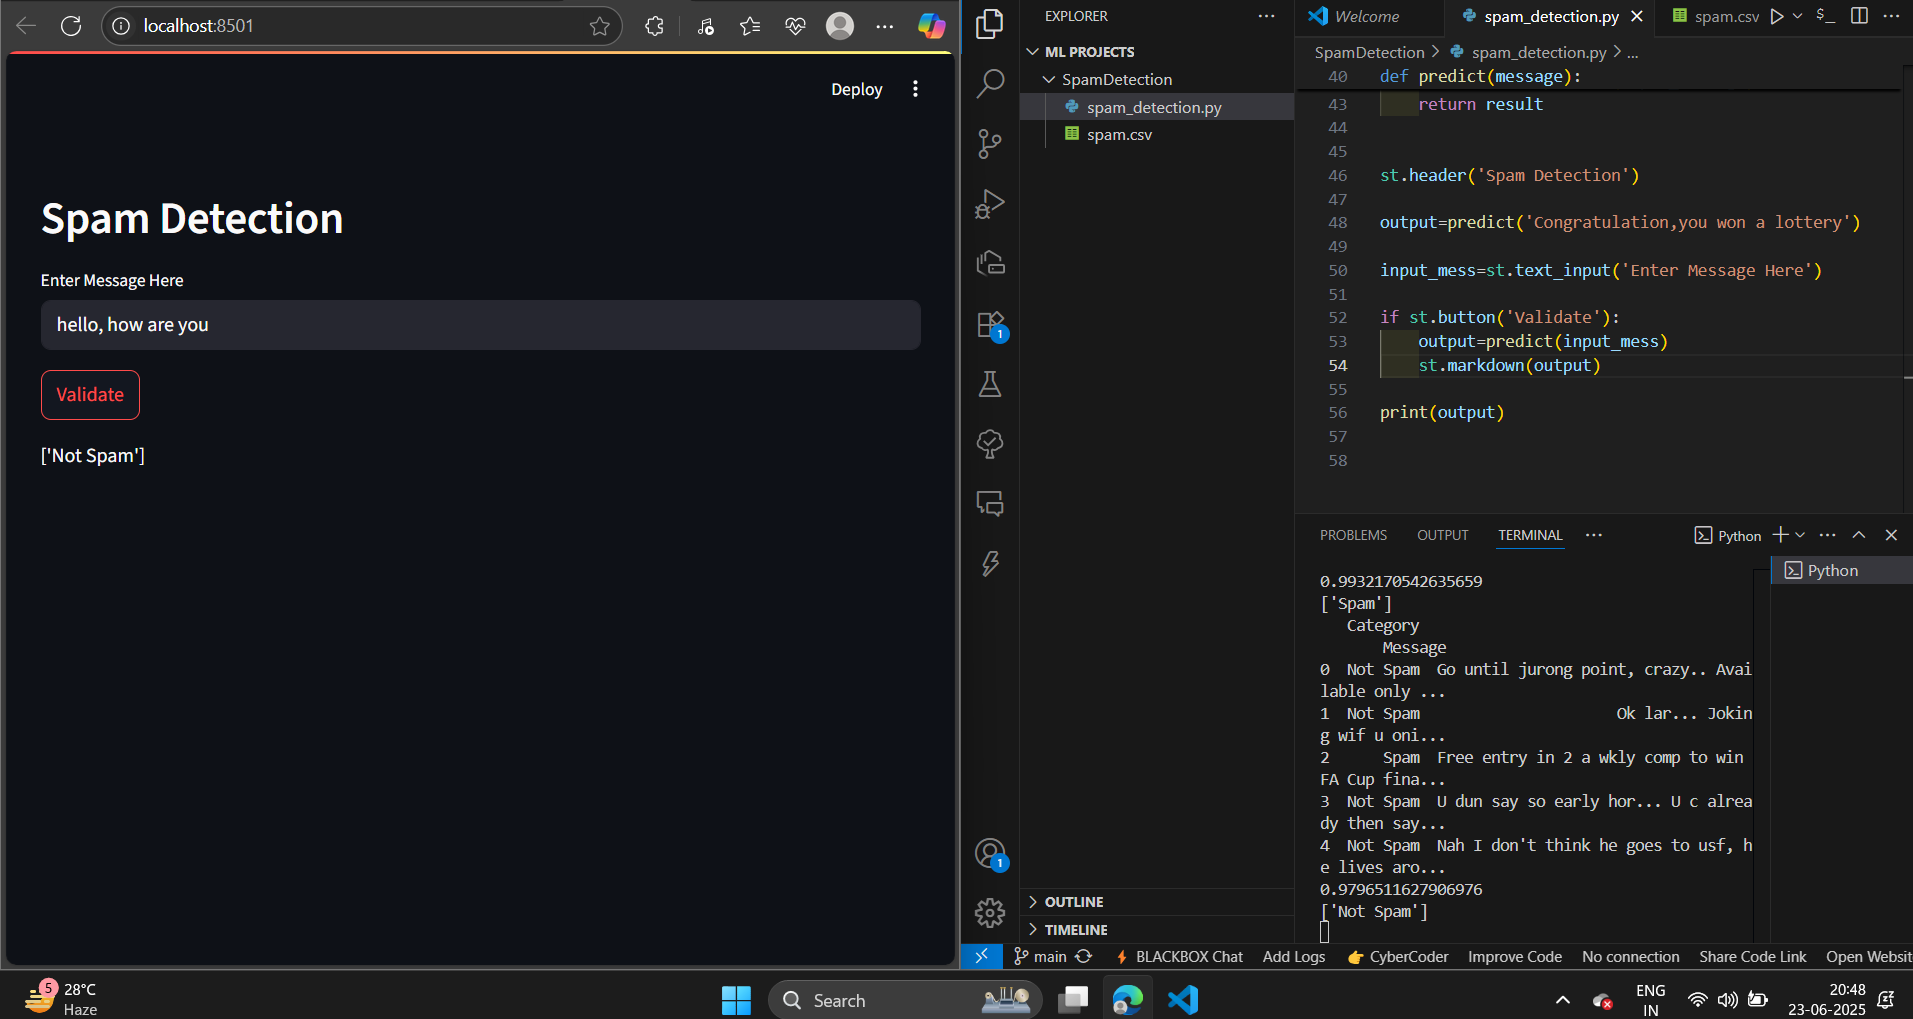 localhost:8501
Deploy
Spam Detection
Enter Message Here
hello, how are you
Validate
['Not Spam']
EXPLORER
ML PROJECTS
SpamDetection
spam_detection.py
spam.csv
1
1
OUTLINE
TIMELINE
Welcome
spam_detection.py
spam.csv
SpamDetection > spam_detection.py > ...
40 def predict(message):
43 return result
44
45
46 st.header('Spam Detection')
47
48 output=predict('Congratulation,you won a lottery')
49
50 input_mess=st.text_input('Enter Message Here')
51
52 if st.button('Validate'):
53 output=predict(input_mess)
54 st.markdown(output)
55
56 print(output)
57
58
PROBLEMS OUTPUT TERMINAL ... Python
Python
0.9932170542635659
['Spam']
Category
Message
0 Not Spam Go until jurong point, crazy.. Avai
lable only ...
1 Not Spam Ok lar... Jokin
g wif u oni...
2 Spam Free entry in 2 a wkly comp to win
FA Cup fina...
3 Not Spam U dun say so early hor... U c alrea
dy then say...
4 Not Spam Nah I don't think he goes to usf, h
e lives aro...
0.9796511627906976
['Not Spam']
main BLACKBOX Chat Add Logs CyberCoder Improve Code No connection Share Code Link Open Websit
5
28°C
Haze
Search
ENG
IN
20:48
23-06-2025